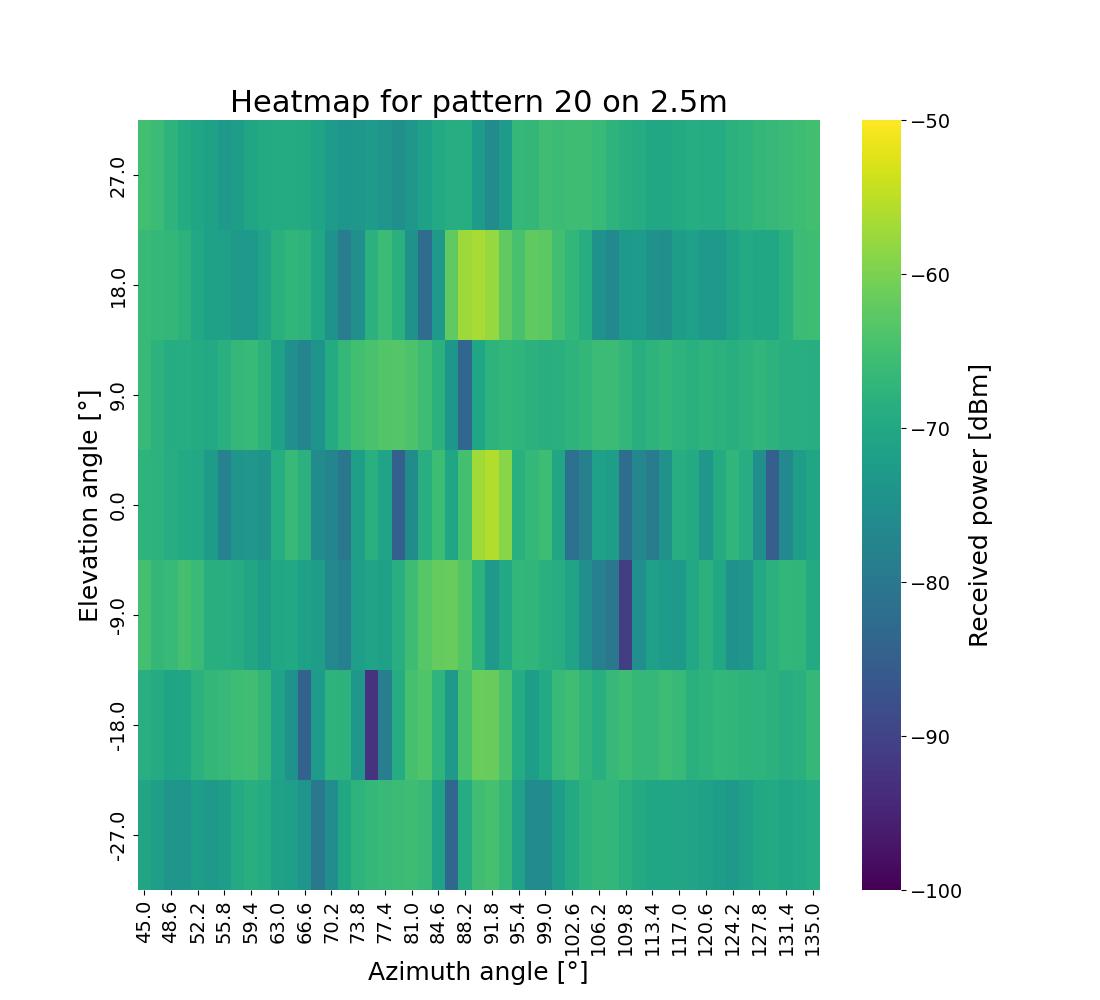 Heatmap for pattern 20 on 2.5m
Elevation angle [°]
27.0
18.0
9.0
0.0
-9.0
-18.0
-27.0
45.0 48.6 52.2 55.8 59.4 63.0 66.6 70.2 73.8 77.4 81.0 84.6 88.2 91.8 95.4 99.0 102.6 106.2 109.8 113.4 117.0 120.6 124.2 127.8 131.4 135.0
Azimuth angle [°]
−50
−60
−70
−80
−90
−100
Received power [dBm]